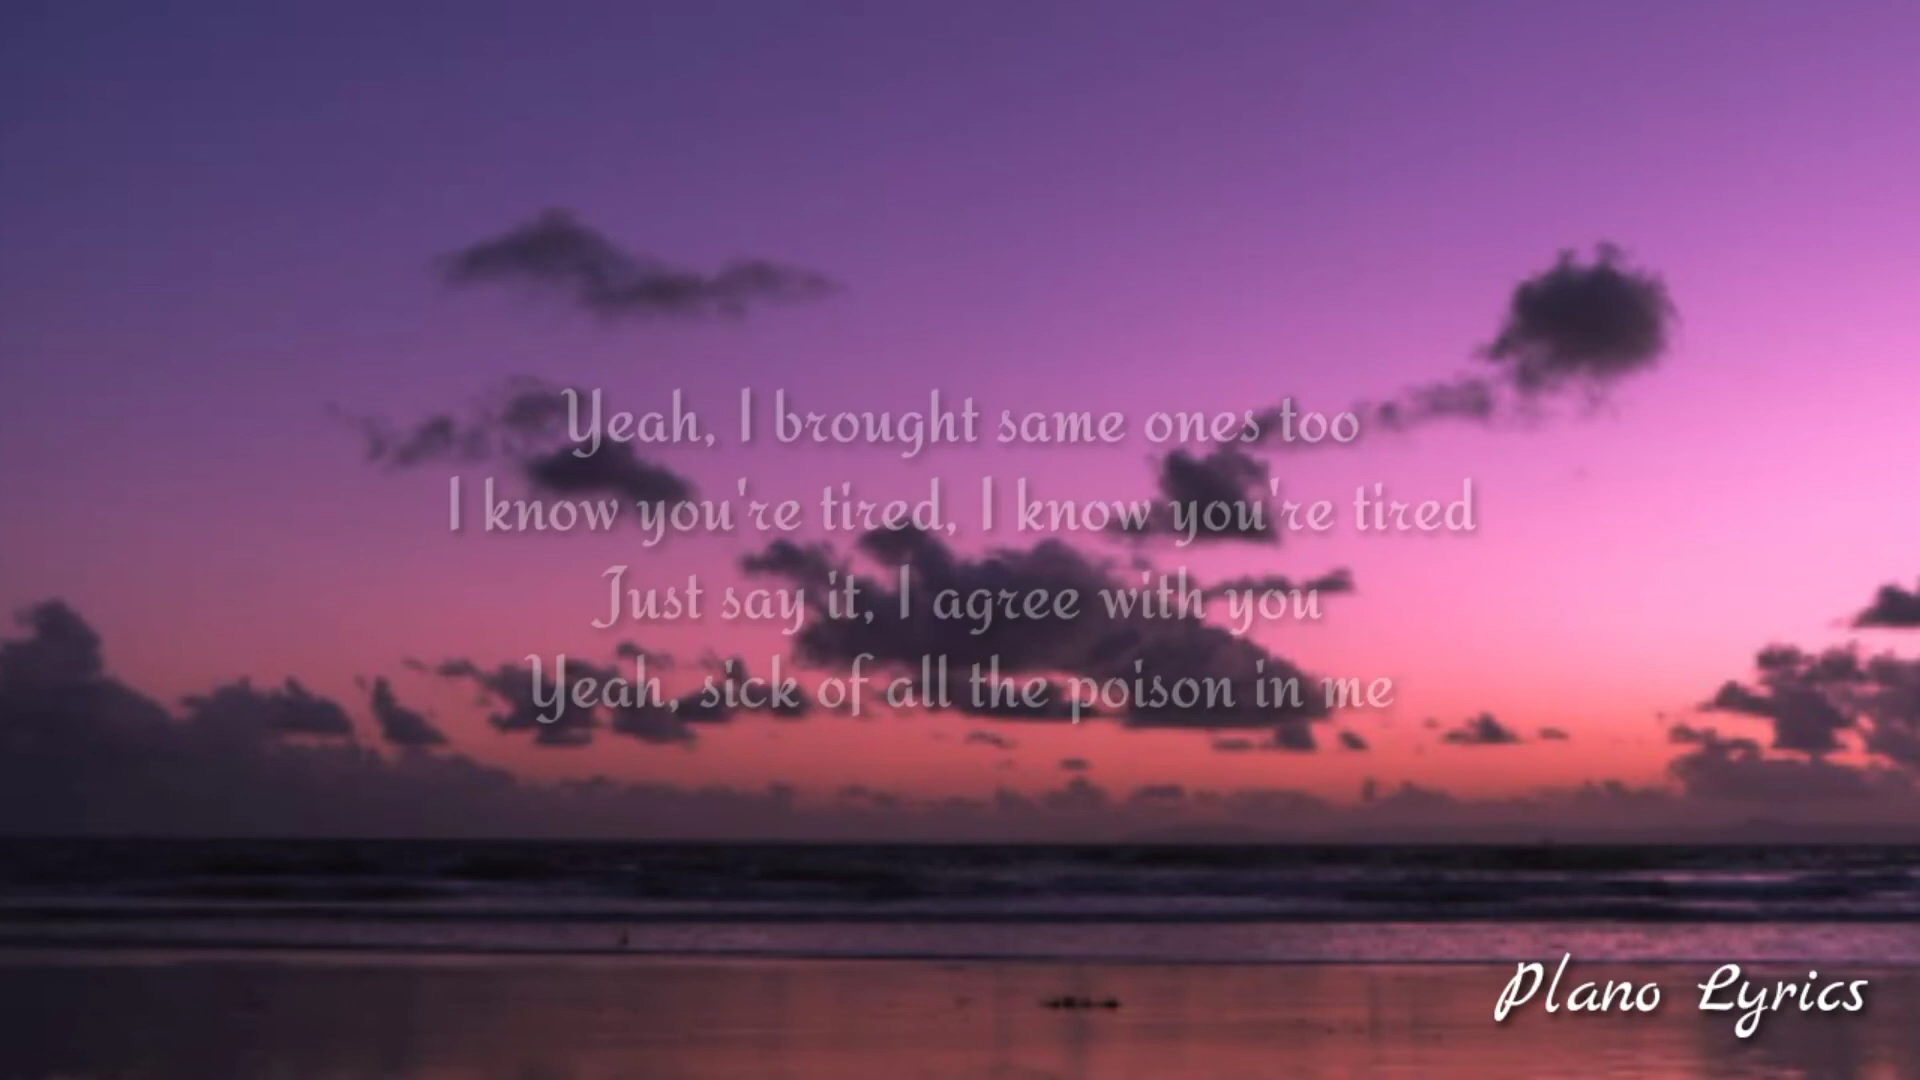 Yeah, I brought same ones too
I know you're tired, I know you're tired
Just say it, I agree with you
Yeah, sick of all the poison in me
Plano Lyrics